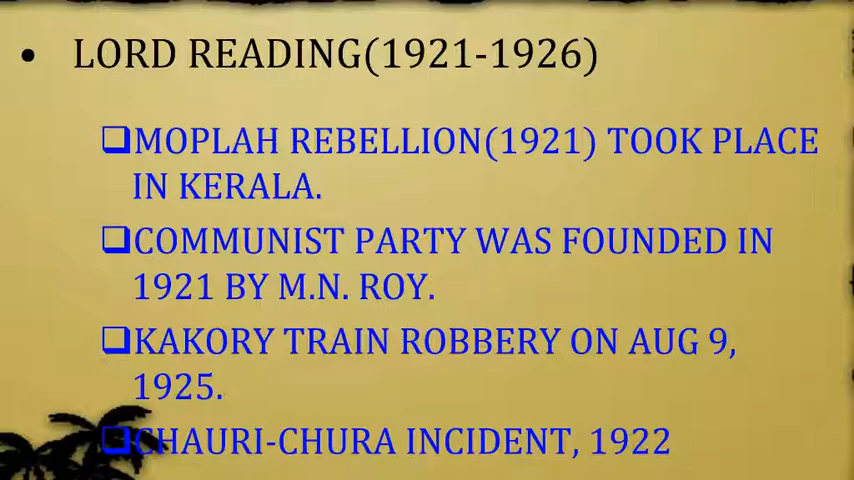 • LORD READING(1921-1926)
❑MOPLAH REBELLION(1921) TOOK PLACE
IN KERALA.
❑COMMUNIST PARTY WAS FOUNDED IN
1921 BY M.N. ROY.
❑KAKORY TRAIN ROBBERY ON AUG 9,
1925.
❑CHAURI-CHURA INCIDENT, 1922